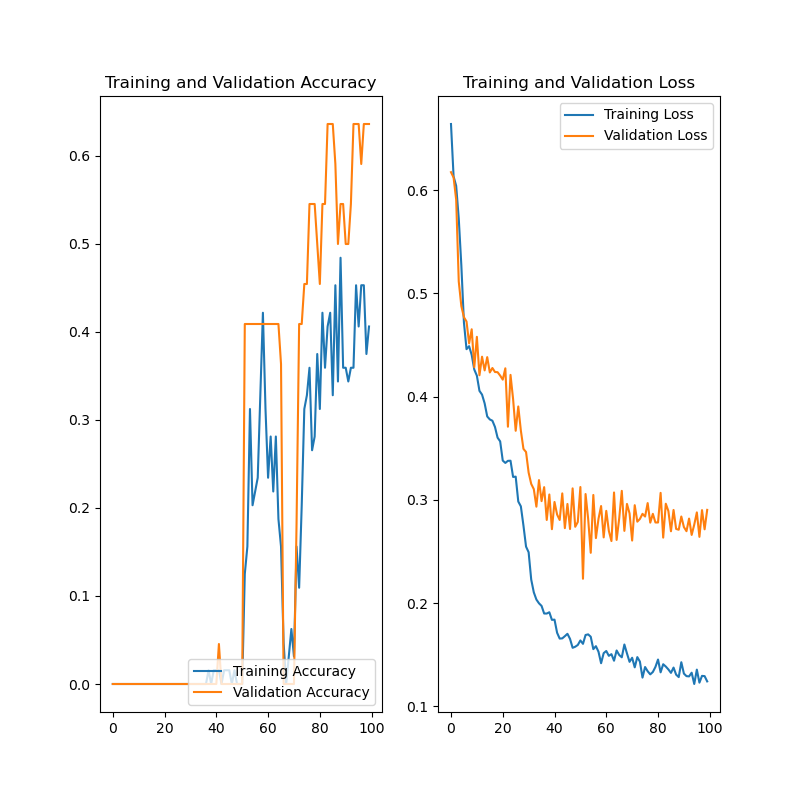 Training and Validation Accuracy
0.6
0.5
0.4
0.3
0.2
0.1
0.0
0 20 40 60 80 100
Training Accuracy
Validation Accuracy
Training and Validation Loss
0.6
0.5
0.4
0.3
0.2
0.1
0 20 40 60 80 100
Training Loss
Validation Loss